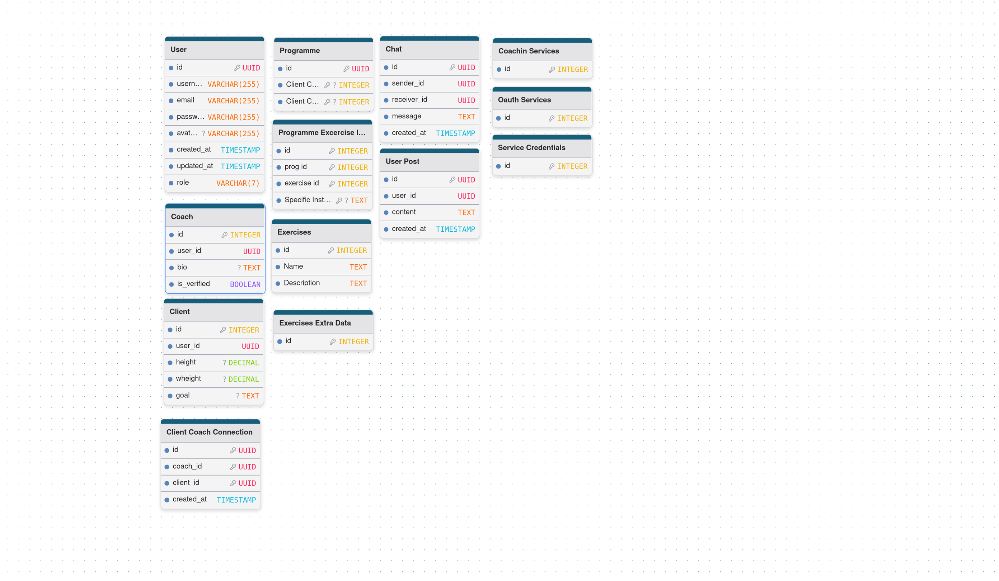 User
id UUID
usern... VARCHAR(255)
email VARCHAR(255)
passw... VARCHAR(255)
avat... ? VARCHAR(255)
created_at TIMESTAMP
updated_at TIMESTAMP
role VARCHAR(7)
Coach
id INTEGER
user_id UUID
bio ? TEXT
is_verified BOOLEAN
Client
id INTEGER
user_id UUID
height ? DECIMAL
wheight ? DECIMAL
goal ? TEXT
Client Coach Connection
id UUID
coach_id UUID
client_id UUID
created_at TIMESTAMP
Programme
id UUID
Client C... ? INTEGER
Client C... ? INTEGER
Programme Excercise I...
id INTEGER
prog id INTEGER
exercise id INTEGER
Specific Inst... ? TEXT
Exercises
id INTEGER
Name TEXT
Description TEXT
Exercises Extra Data
id INTEGER
Chat
id UUID
sender_id UUID
receiver_id UUID
message TEXT
created_at TIMESTAMP
User Post
id UUID
user_id UUID
content TEXT
created_at TIMESTAMP
Coachin Services
id INTEGER
Oauth Services
id INTEGER
Service Credentials
id INTEGER